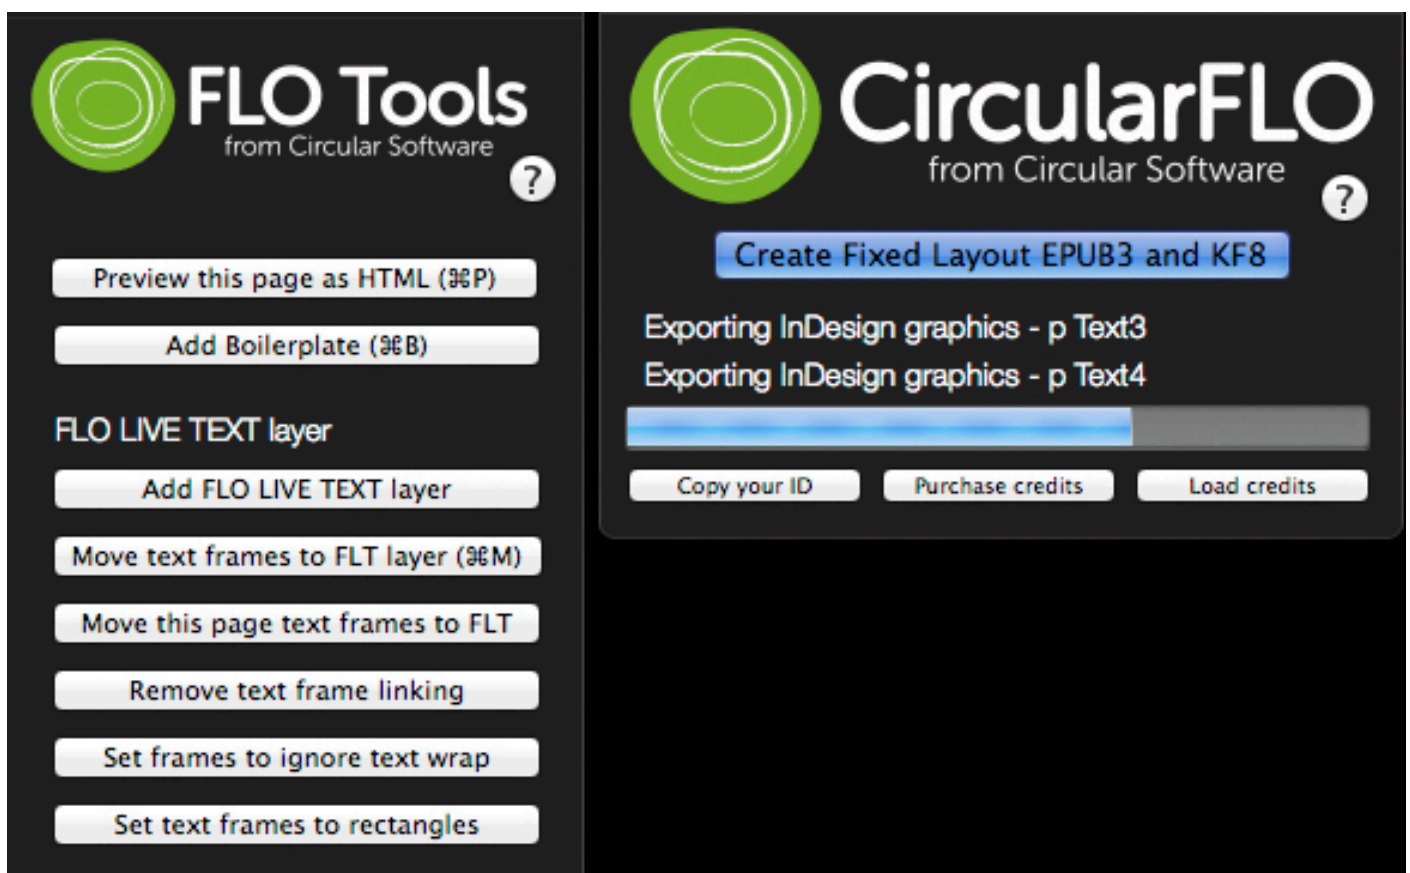 FLO Tools
from Circular Software
?
Preview this page as HTML (⌘P)
Add Boilerplate (⌘B)
FLO LIVE TEXT layer
Add FLO LIVE TEXT layer
Move text frames to FLT layer (⌘M)
Move this page text frames to FLT
Remove text frame linking
Set frames to ignore text wrap
Set text frames to rectangles
CircularFLO
from Circular Software
?
Create Fixed Layout EPUB3 and KF8
Exporting InDesign graphics - p Text3
Exporting InDesign graphics - p Text4
Copy your ID
Purchase credits
Load credits